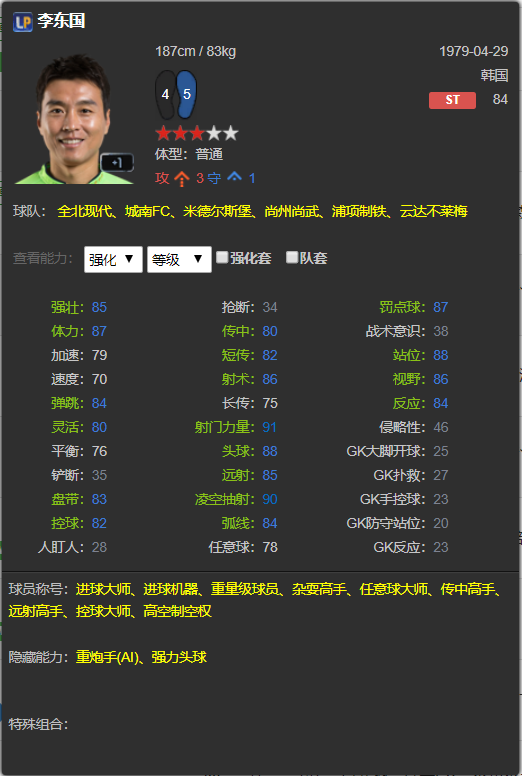 LP 李东国
187cm / 83kg 1979-04-29
韩国
4 5 ST 84
+1
体型：普通
攻 3 守 1
球队： 全北现代、城南FC、米德尔斯堡、尚州尚武、浦项制铁、云达不莱梅
查看能力： 强化 ▼ 等级 ▼ 强化套 队套
强壮：85 抢断：34 罚点球：87
体力：87 传中：80 战术意识：38
加速：79 短传：82 站位：88
速度：70 射术：86 视野：86
弹跳：84 长传：75 反应：84
灵活：80 射门力量：91 侵略性：46
平衡：76 头球：88 GK大脚开球：25
铲断：35 远射：85 GK扑救：27
盘带：83 凌空抽射：90 GK手控球：23
控球：82 弧线：84 GK防守站位：20
人盯人：28 任意球：78 GK反应：23
球员称号：进球大师、进球机器、重量级球员、杂耍高手、任意球大师、传中高手、
远射高手、控球大师、高空制空权
隐藏能力：重炮手(AI)、强力头球
特殊组合：